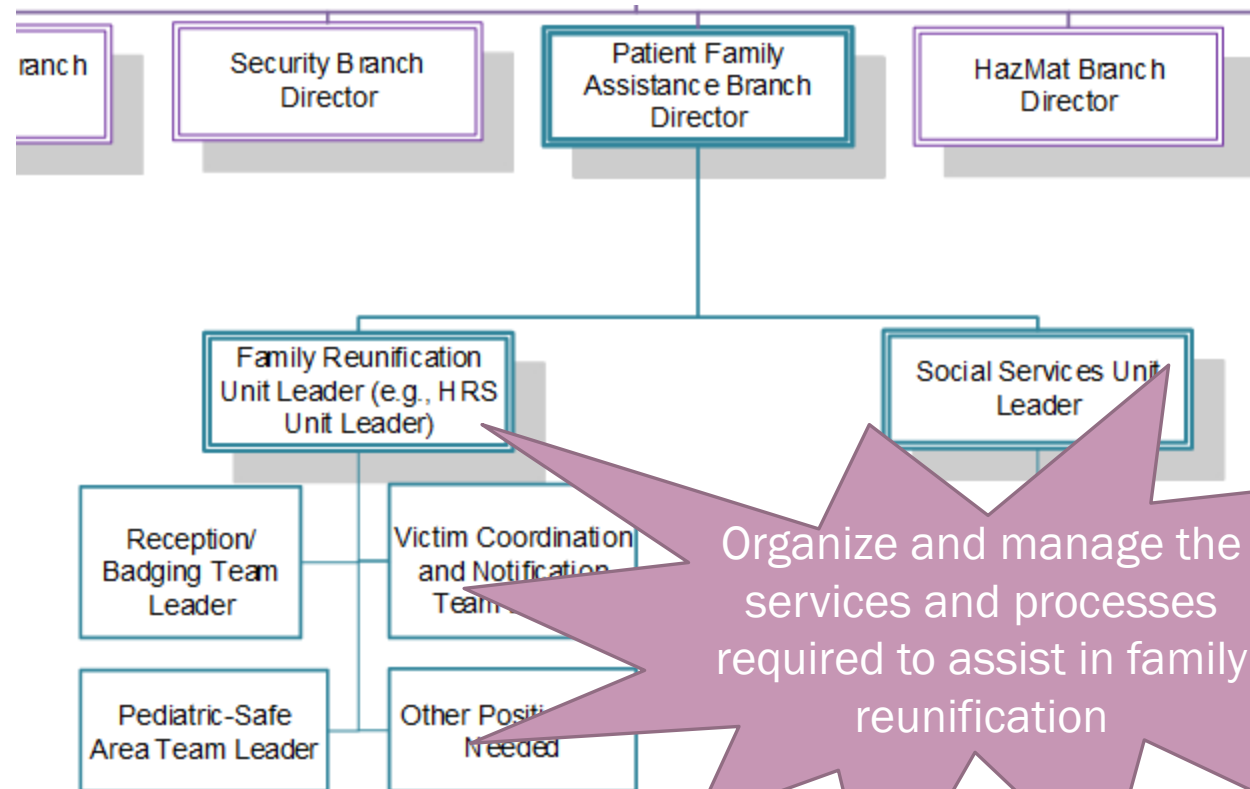 ranch
Security Branch
Director
Patient Family
Assistance Branch
Director
HazMat Branch
Director
Family Reunification
Unit Leader (e.g., HRS
Unit Leader)
Social Services Unit
Leader
Reception/
Badging Team
Leader
Victim Coordination
and Notification
Team
Pediatric-Safe
Area Team Leader
Other
Needed
Organize and manage the
services and processes
required to assist in family
reunification